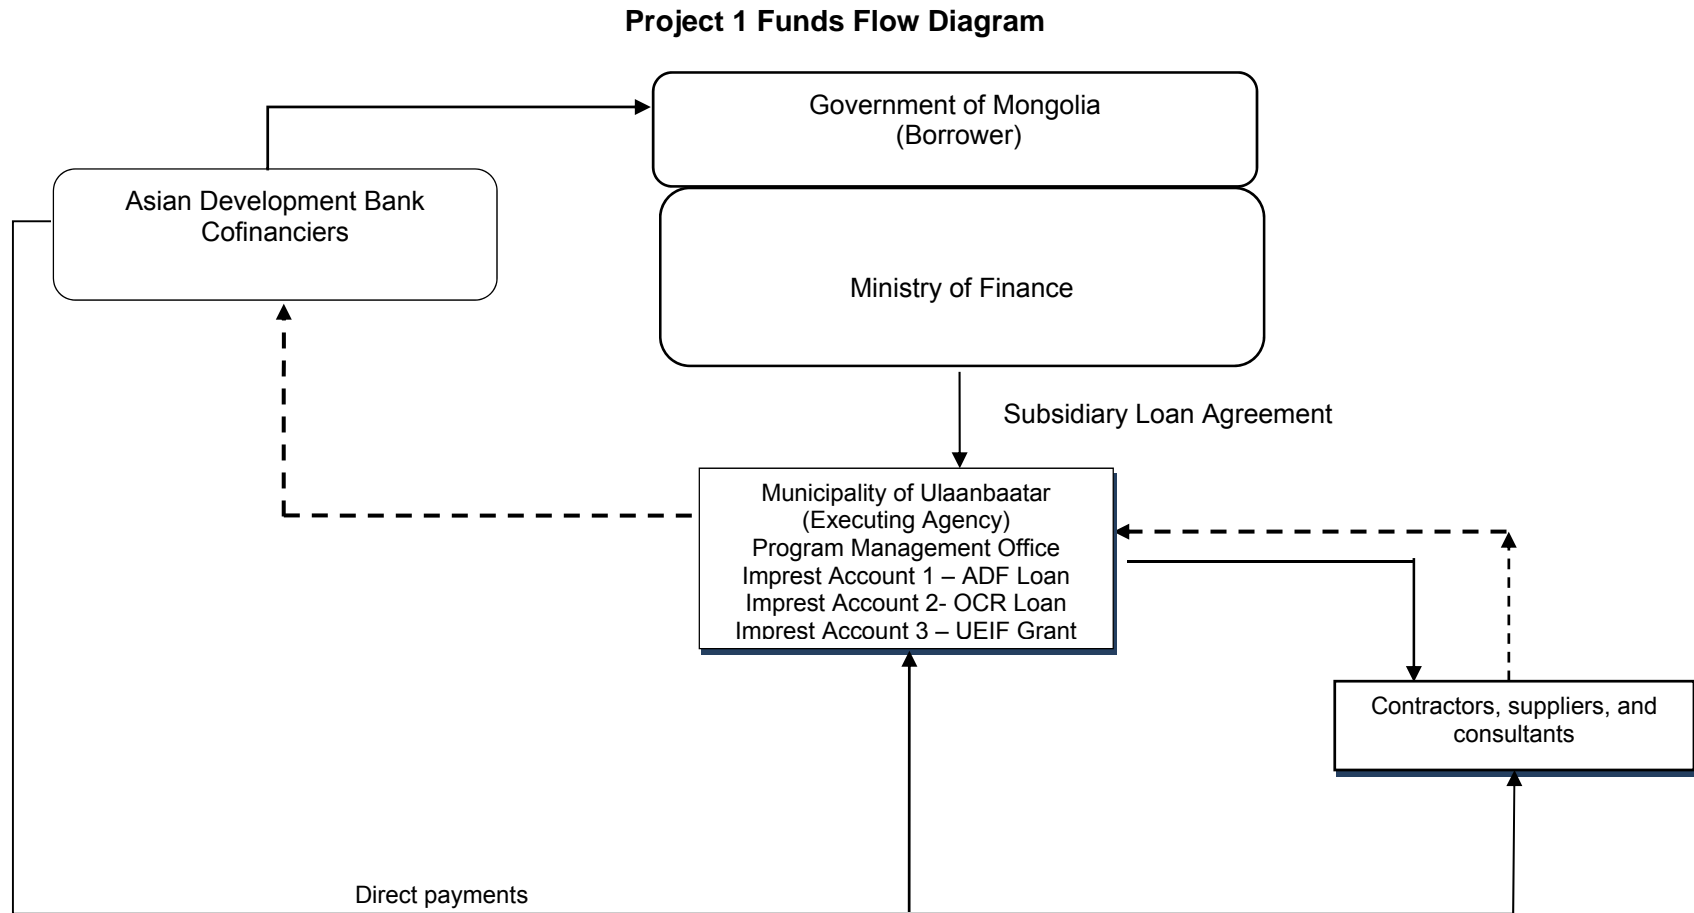 Project 1 Funds Flow Diagram
Government of Mongolia
(Borrower)
Asian Development Bank
Cofinanciers
Ministry of Finance
Subsidiary Loan Agreement
Municipality of Ulaanbaatar
(Executing Agency)
Program Management Office
Imprest Account 1 – ADF Loan
Imprest Account 2- OCR Loan
Imprest Account 3 – UEIF Grant
Contractors, suppliers, and
consultants
Direct payments